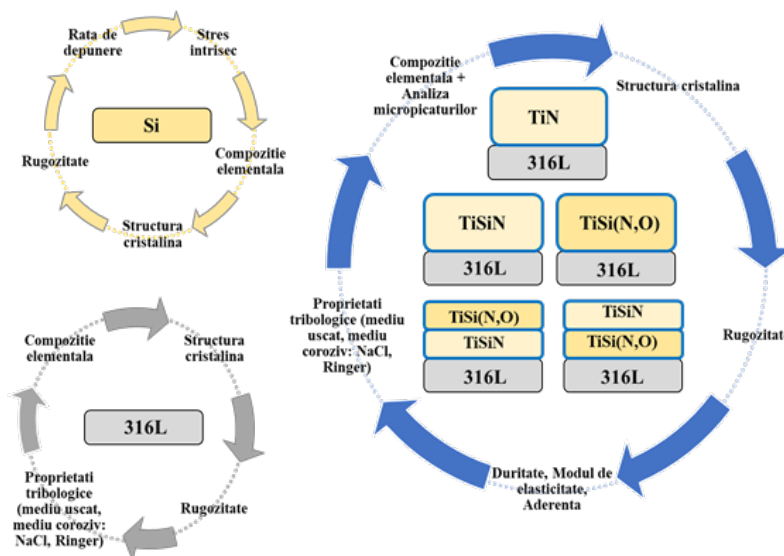 Rata de
depunere
Stres
intrisec
Si
Rugozitate
Compozitie
elementala
Structura
cristalina
Compozitie
elementala
Structura
cristalina
316L
Proprietati
tribologice
(mediu uscat,
mediu coroziv:
NaCl, Ringer)
Rugozitate
Compozitie
elementala +
Analiza
micropicaturilor
Structura cristalina
TiN
316L
TiSiN
316L
TiSi(N,O)
316L
Proprietati
tribologice (mediu
uscat, mediu
coroziv: NaCl,
Ringer)
TiSi(N,O)
TiSiN
316L
TiSiN
TiSi(N,O)
316L
Rugozitate
Duritate, Modul de
elasticitate,
Aderenta